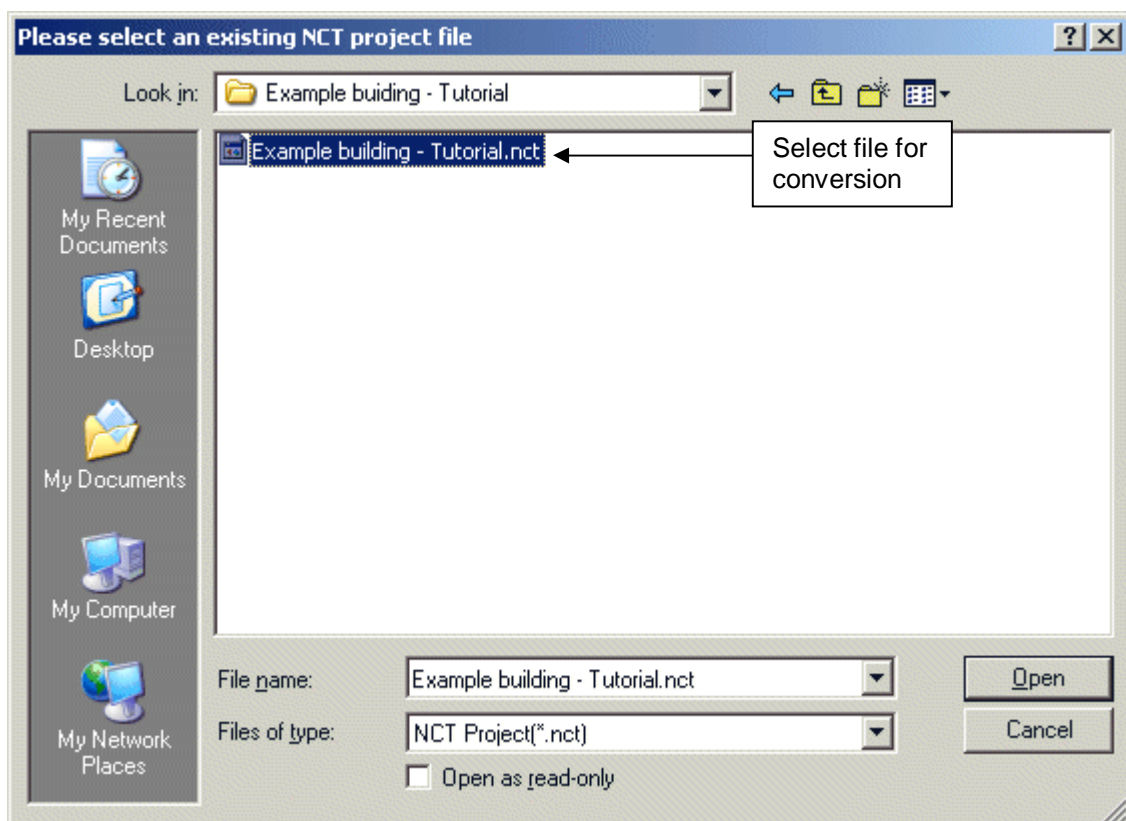 Please select an existing NCT project file
Look in: Example buiding - Tutorial
Example building - Tutorial.nct
Select file for
conversion
My Recent
Documents
Desktop
My Documents
My Computer
My Network
Places
File name: Example building - Tutorial.nct
Open
Files of type: NCT Project(*.nct)
Cancel
Open as read-only